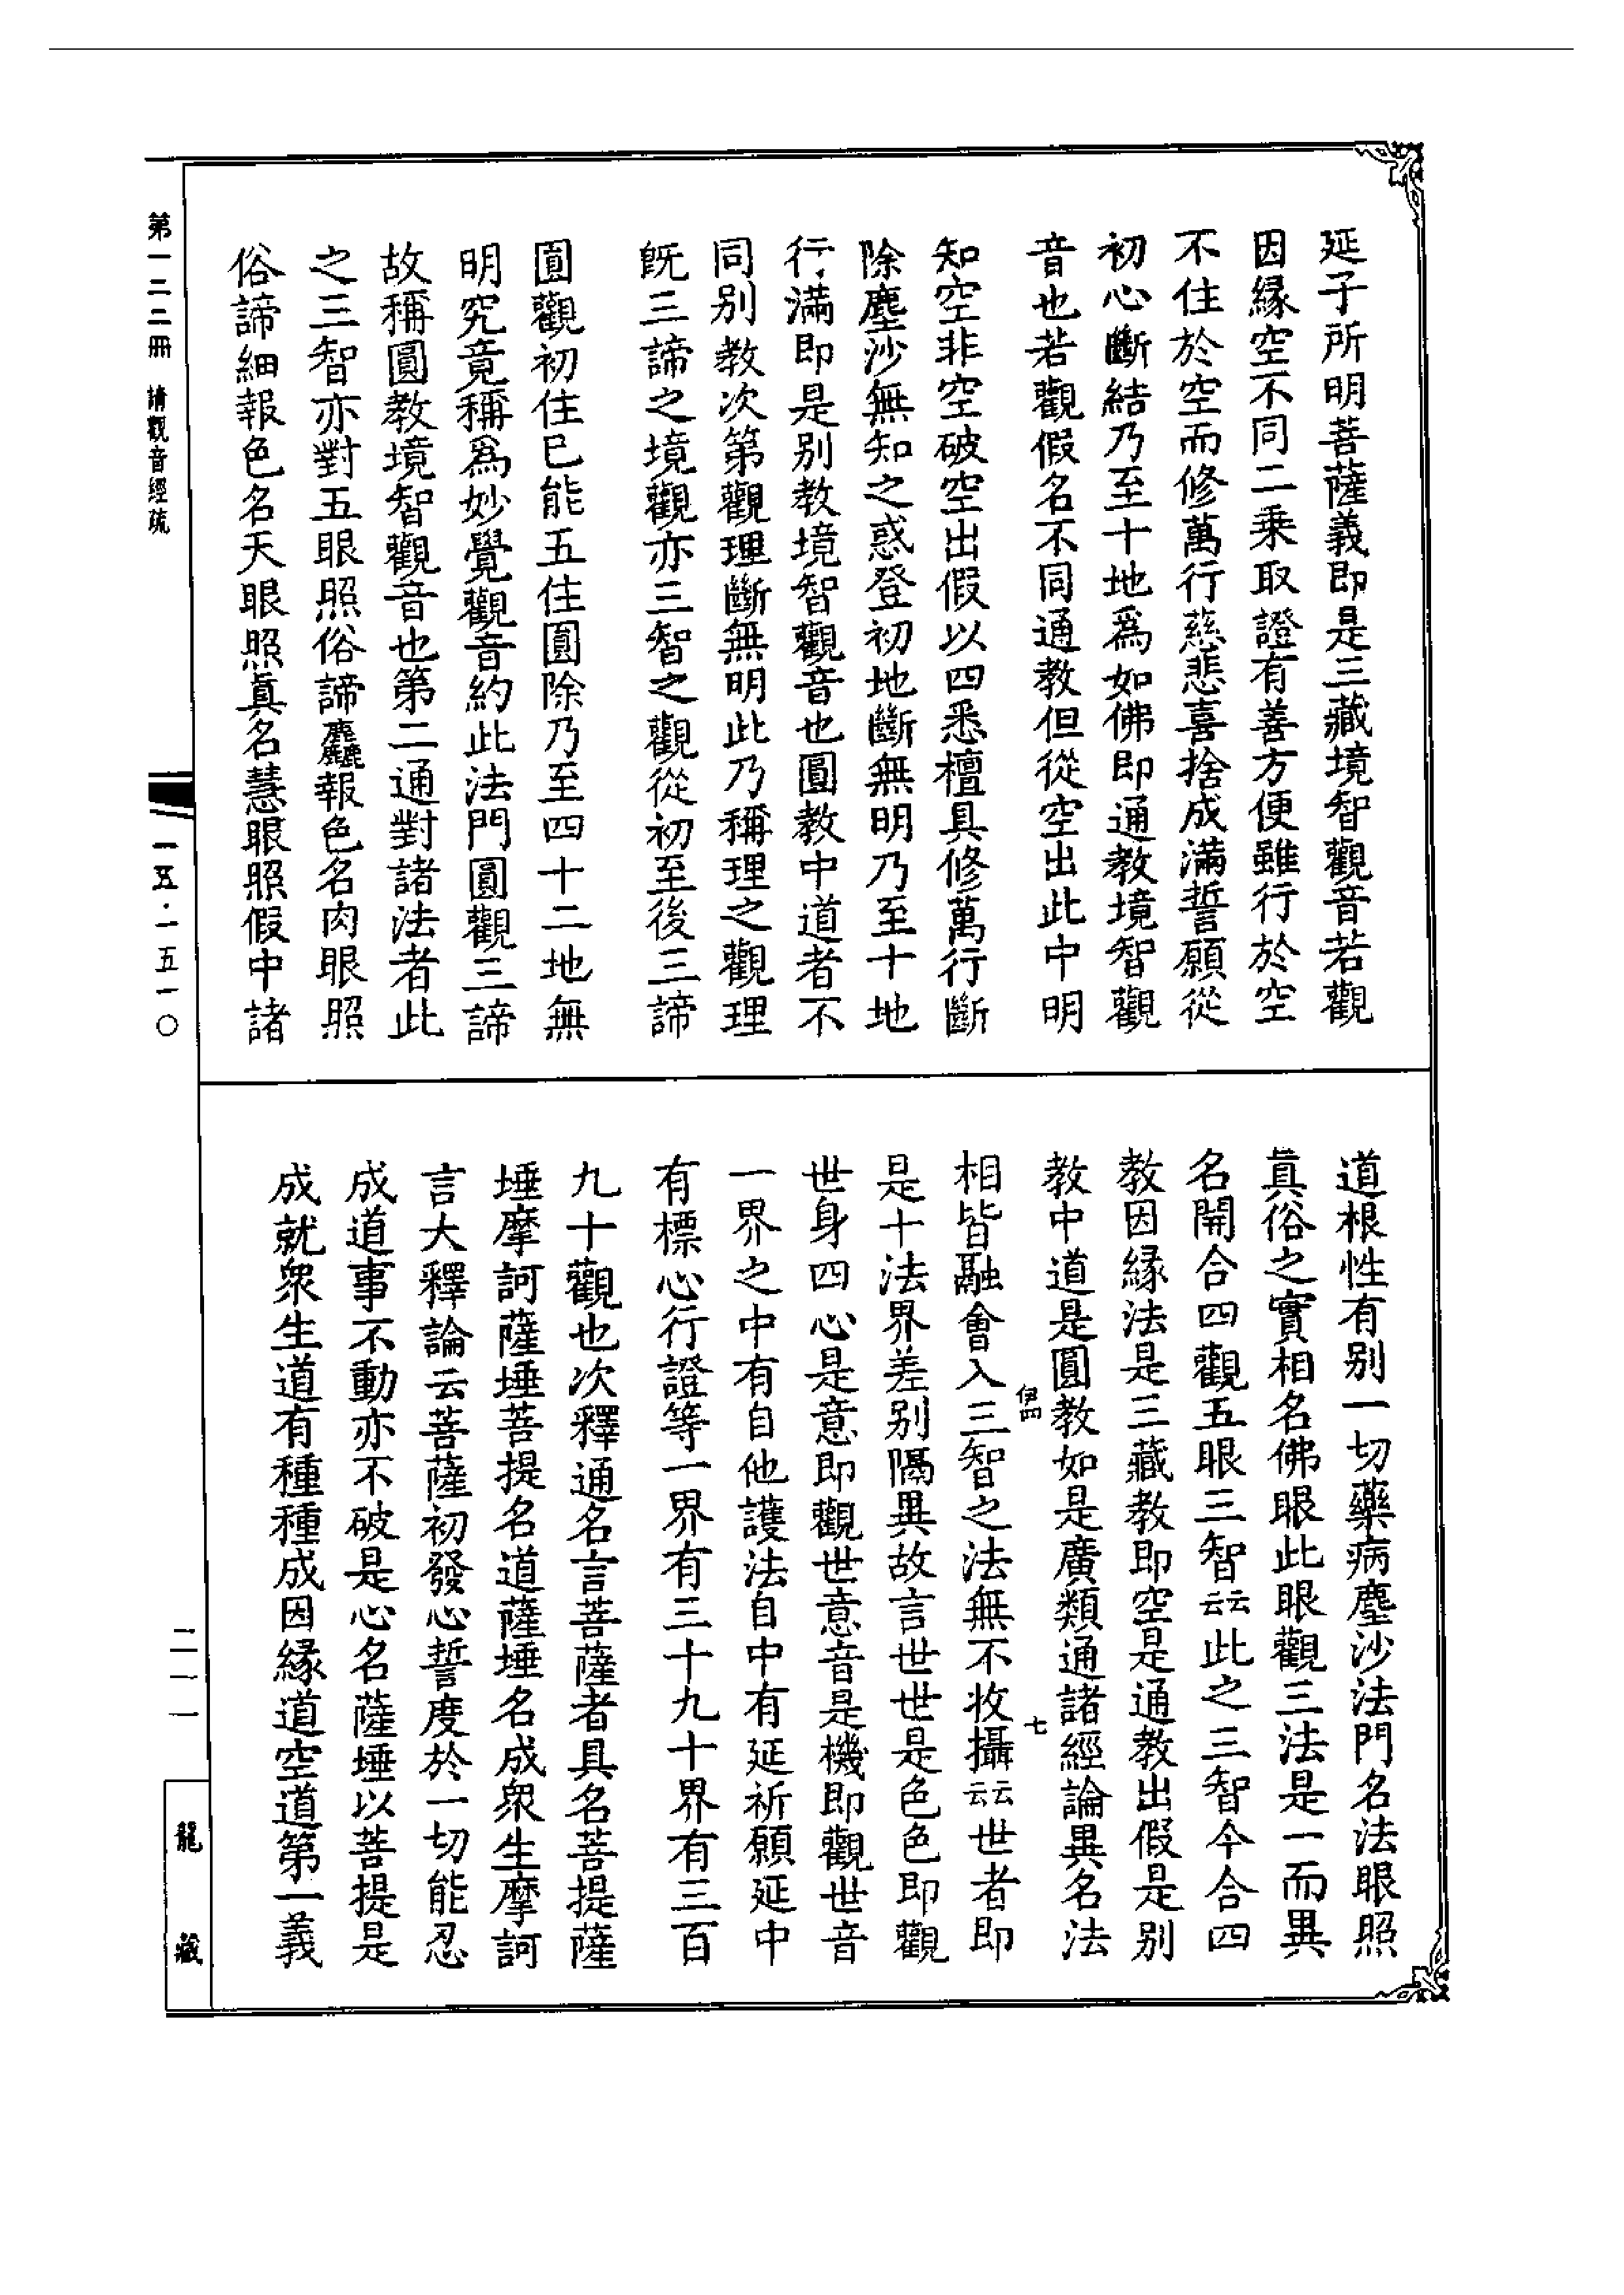 延子所明菩薩義即是三藏境智觀音若觀
因緣空不同二乘取證有善方便雖行於空
不住於空而修萬行慈悲喜捨成滿誓願從
初心斷結乃至十地爲如佛即通教境智觀
音也若觀假名不同通教但從空出此中明
知空非空破空出假以四悉檀具修萬行斷
除塵沙無知之惑登初地斷無明乃至十地
行滿即是別教境智觀音也圓教中道者不
同別教次第觀理斷無明此乃稱理之觀理
旣三諦之境觀亦三智之觀從初至後三諦
圓觀初住巳能五住圓除乃至四十二地無
明究竟稱爲妙覺觀音約此法門圓觀三諦
故稱圓教境智觀音也第二通對諸法者此
之三智亦對五眼照俗諦麤報色名肉眼照
俗諦細報色名天眼照眞名慧眼照假中諸
道根性有別一切藥病塵沙法門名法眼照
眞俗之實相名佛眼此眼觀三法是一而異
名開合四觀五眼三智云云此之三智今合四
教因緣法是三藏教即空是通教出假是別
教中道是圓教如是廣類通諸經論異名法
伊四 七
相皆融會入三智之法無不收攝云云世者即
是十法界差別隔異故言世世是色色即觀
世身四心是意即觀世意音是機即觀世音
一界之中有自他護法自中有延祈願延中
有標心行證等一界有三十九十界有三百
九十觀也次釋通名言菩薩者具名菩提薩
埵摩訶薩埵菩提名道薩埵名成衆生摩訶
言大釋論云菩薩初發心誓度於一切能忍
成道事不動亦不破是心名薩埵以菩提是
成就衆生道有種種成因緣道空道第一義
第一二二冊 請觀音經疏
一五·一五一〇
二一一
龍藏